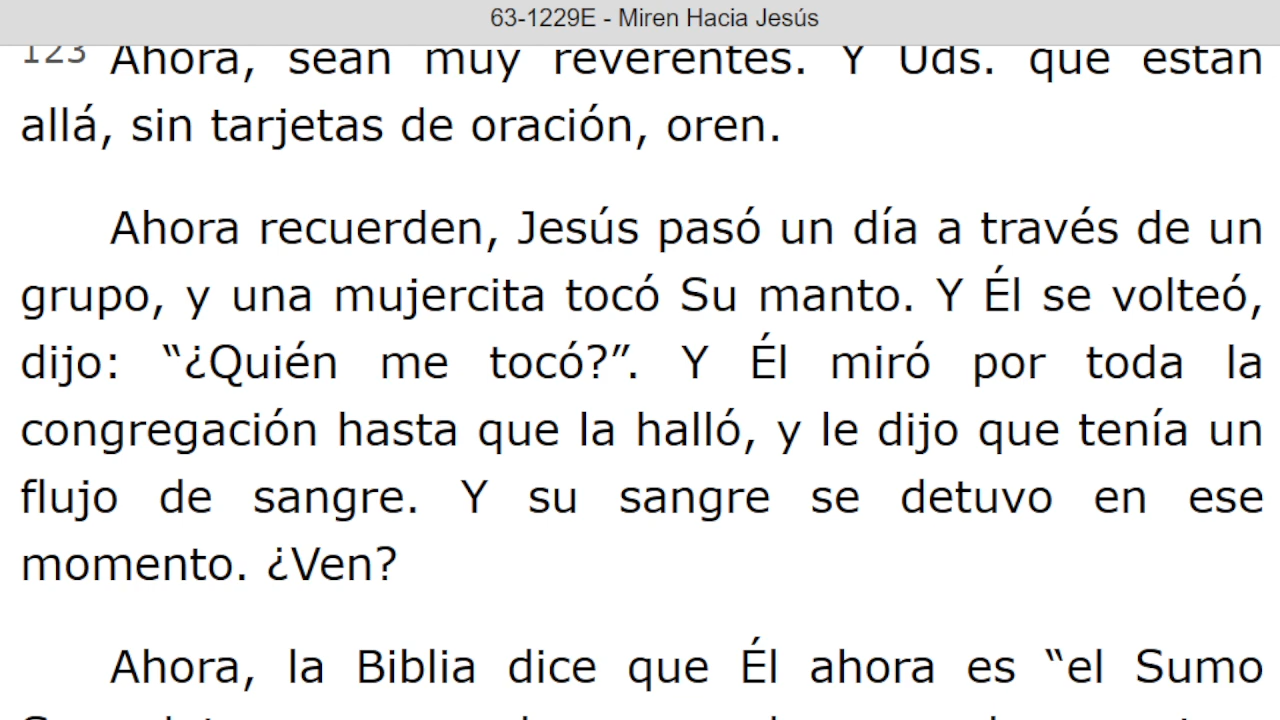 63-1229E - Miren Hacia Jesús
123 Ahora, sean muy reverentes. Y Uds. que están
allá, sin tarjetas de oración, oren.
Ahora recuerden, Jesús pasó un día a través de un
grupo, y una mujercita tocó Su manto. Y Él se volteó,
dijo: “¿Quién me tocó?”. Y Él miró por toda la
congregación hasta que la halló, y le dijo que tenía un
flujo de sangre. Y su sangre se detuvo en ese
momento. ¿Ven?
Ahora, la Biblia dice que Él ahora es “el Sumo